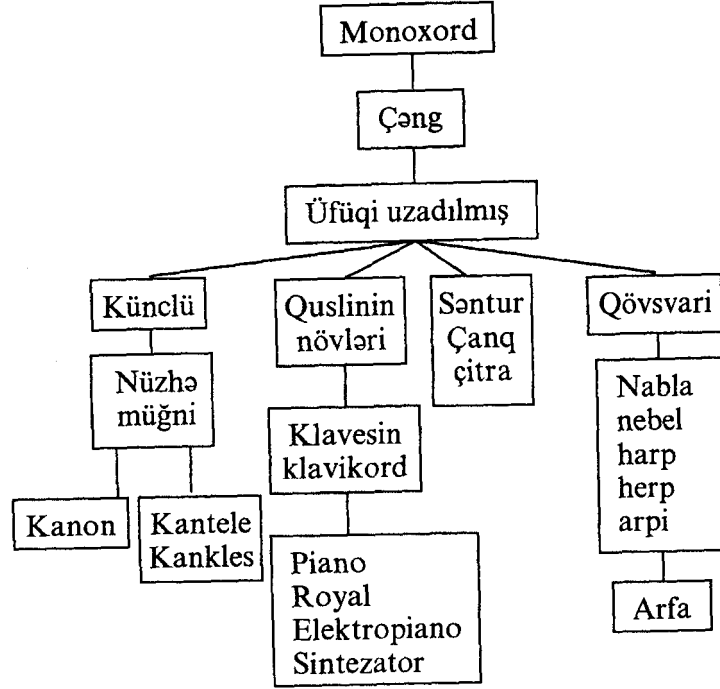 Monoxord
Çəng
Üfüqi uzadılmış
Künclü
Quslinin
növləri
Səntur
Çanq
çitra
Qövsvari
Nüzhə
müğni
Klavesin
klavikord
Nabla
nebel
harp
herp
arpi
Kanon
Kantele
Kankles
Piano
Royal
Elektropiano
Sintezator
Arfa